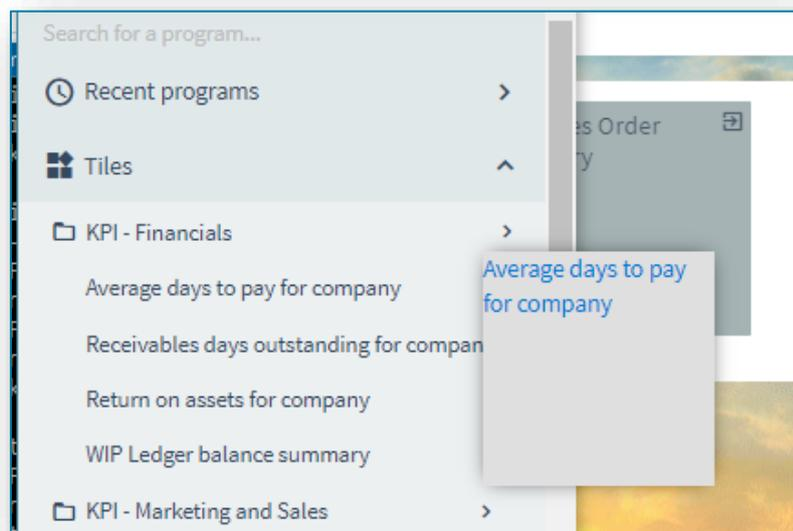 Search for a program...
Recent programs
Tiles
KPI - Financials
Average days to pay for company
Receivables days outstanding for compan
Return on assets for company
WIP Ledger balance summary
KPI - Marketing and Sales
Average days to pay
for company
es Order
ry